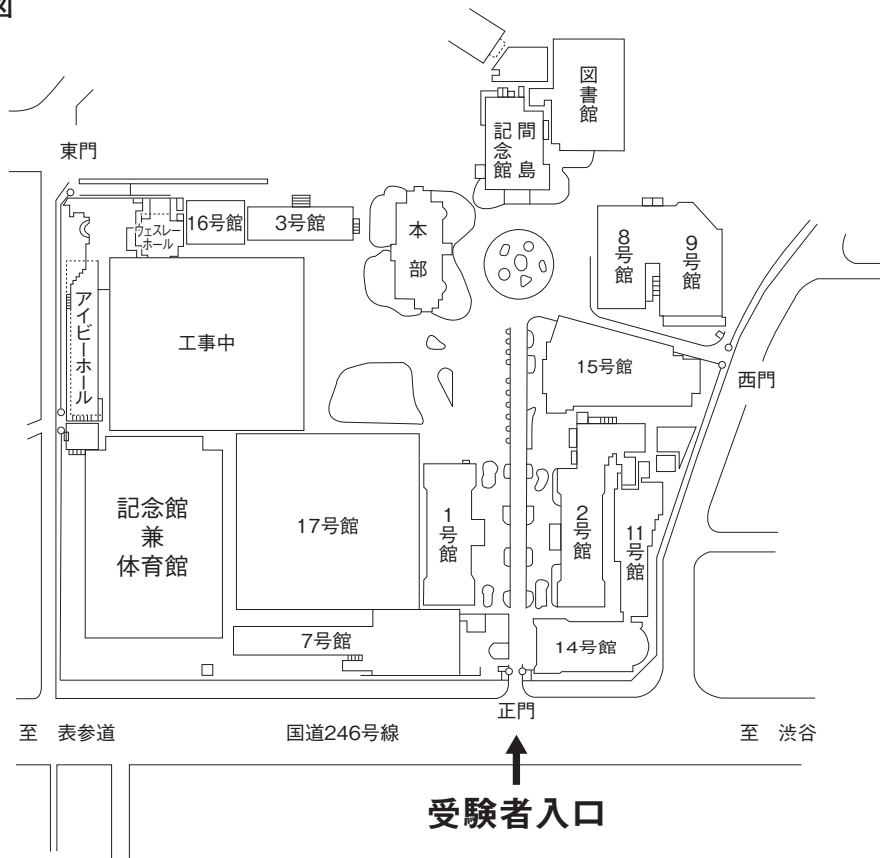 図
図書館
間島
記念館
東門
ウェスレー
ホール
16号館
3号館
本部
8号館
9号館
アイビーホール
工事中
15号館
西門
記念館
兼
体育館
17号館
1号館
2号館
11号館
7号館
14号館
正門
至 表参道
国道246号線
至 渋谷
受験者入口